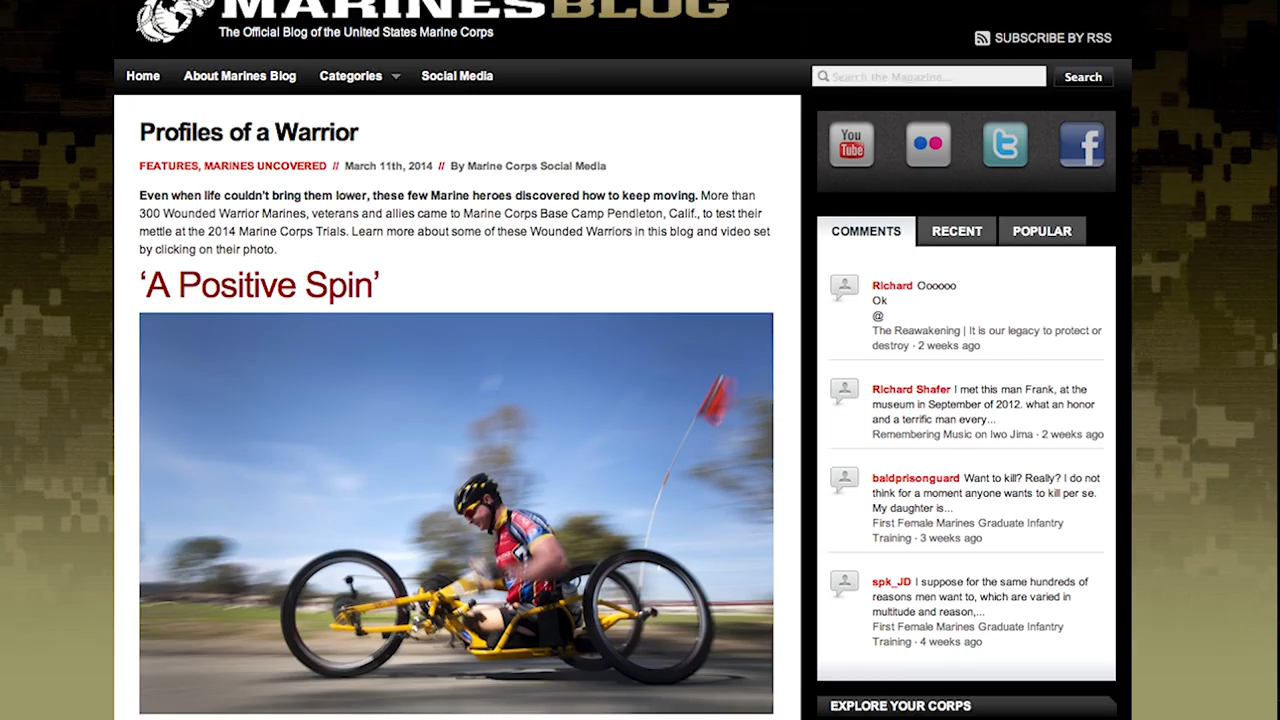 MARINESBLOG
The Official Blog of the United States Marine Corps
SUBSCRIBE BY RSS
Home
About Marines Blog
Categories
Social Media
Search the Magazine...
Search
Profiles of a Warrior
FEATURES, MARINES UNCOVERED // March 11th, 2014 // By Marine Corps Social Media
Even when life couldn't bring them lower, these few Marine heroes discovered how to keep moving. More than
300 Wounded Warrior Marines, veterans and allies came to Marine Corps Base Camp Pendleton, Calif., to test their
mettle at the 2014 Marine Corps Trials. Learn more about some of these Wounded Warriors in this blog and video set
by clicking on their photo.
‘A Positive Spin’
You
Tube
COMMENTS
RECENT
POPULAR
Richard Oooooo
Ok
@
The Reawakening | It is our legacy to protect or
destroy · 2 weeks ago
Richard Shafer I met this man Frank, at the
museum in September of 2012. what an honor
and a terrific man every...
Remembering Music on Iwo Jima · 2 weeks ago
baldprisonguard Want to kill? Really? I do not
think for a moment anyone wants to kill per se.
My daughter is...
First Female Marines Graduate Infantry
Training · 3 weeks ago
spk_JD I suppose for the same hundreds of
reasons men want to, which are varied in
multitude and reason,...
First Female Marines Graduate Infantry
Training · 4 weeks ago
EXPLORE YOUR CORPS